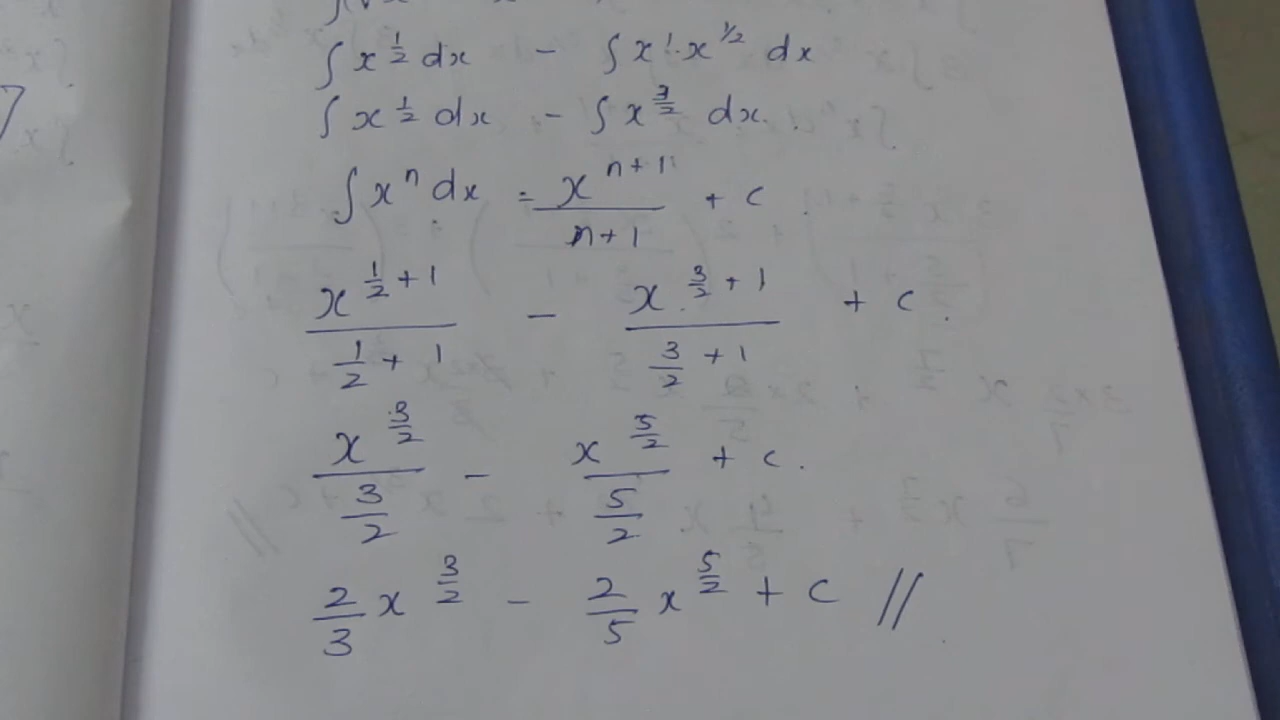 ∫ x^{1/2} dx - ∫ x^1 . x^{1/2} dx
∫ x^{1/2} dx - ∫ x^{3/2} dx.
∫ x^n dx = x^{n+1}/(n+1) + c.
x^{1/2 + 1}/(1/2 + 1) - x^{3/2 + 1}/(3/2 + 1) + c.
x^{3/2}/(3/2) - x^{5/2}/(5/2) + c.
2/3 x^{3/2} - 2/5 x^{5/2} + c //